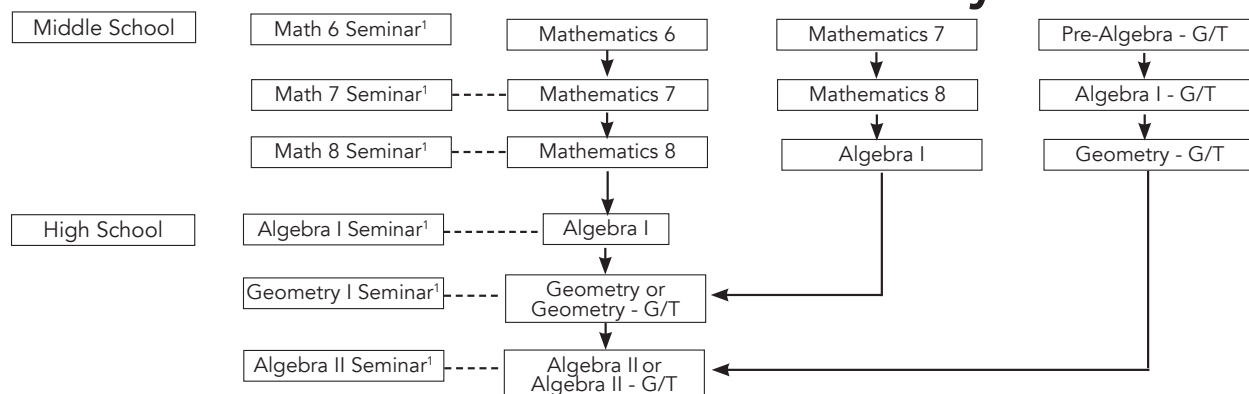 Middle School
Math 6 Seminar¹
Mathematics 6
Mathematics 7
Pre-Algebra - G/T
Math 7 Seminar¹
Mathematics 7
Mathematics 8
Algebra I - G/T
Math 8 Seminar¹
Mathematics 8
Algebra I
Geometry - G/T
High School
Algebra I Seminar¹
Algebra I
Geometry I Seminar¹
Geometry or
Geometry - G/T
Algebra II Seminar¹
Algebra II or
Algebra II - G/T